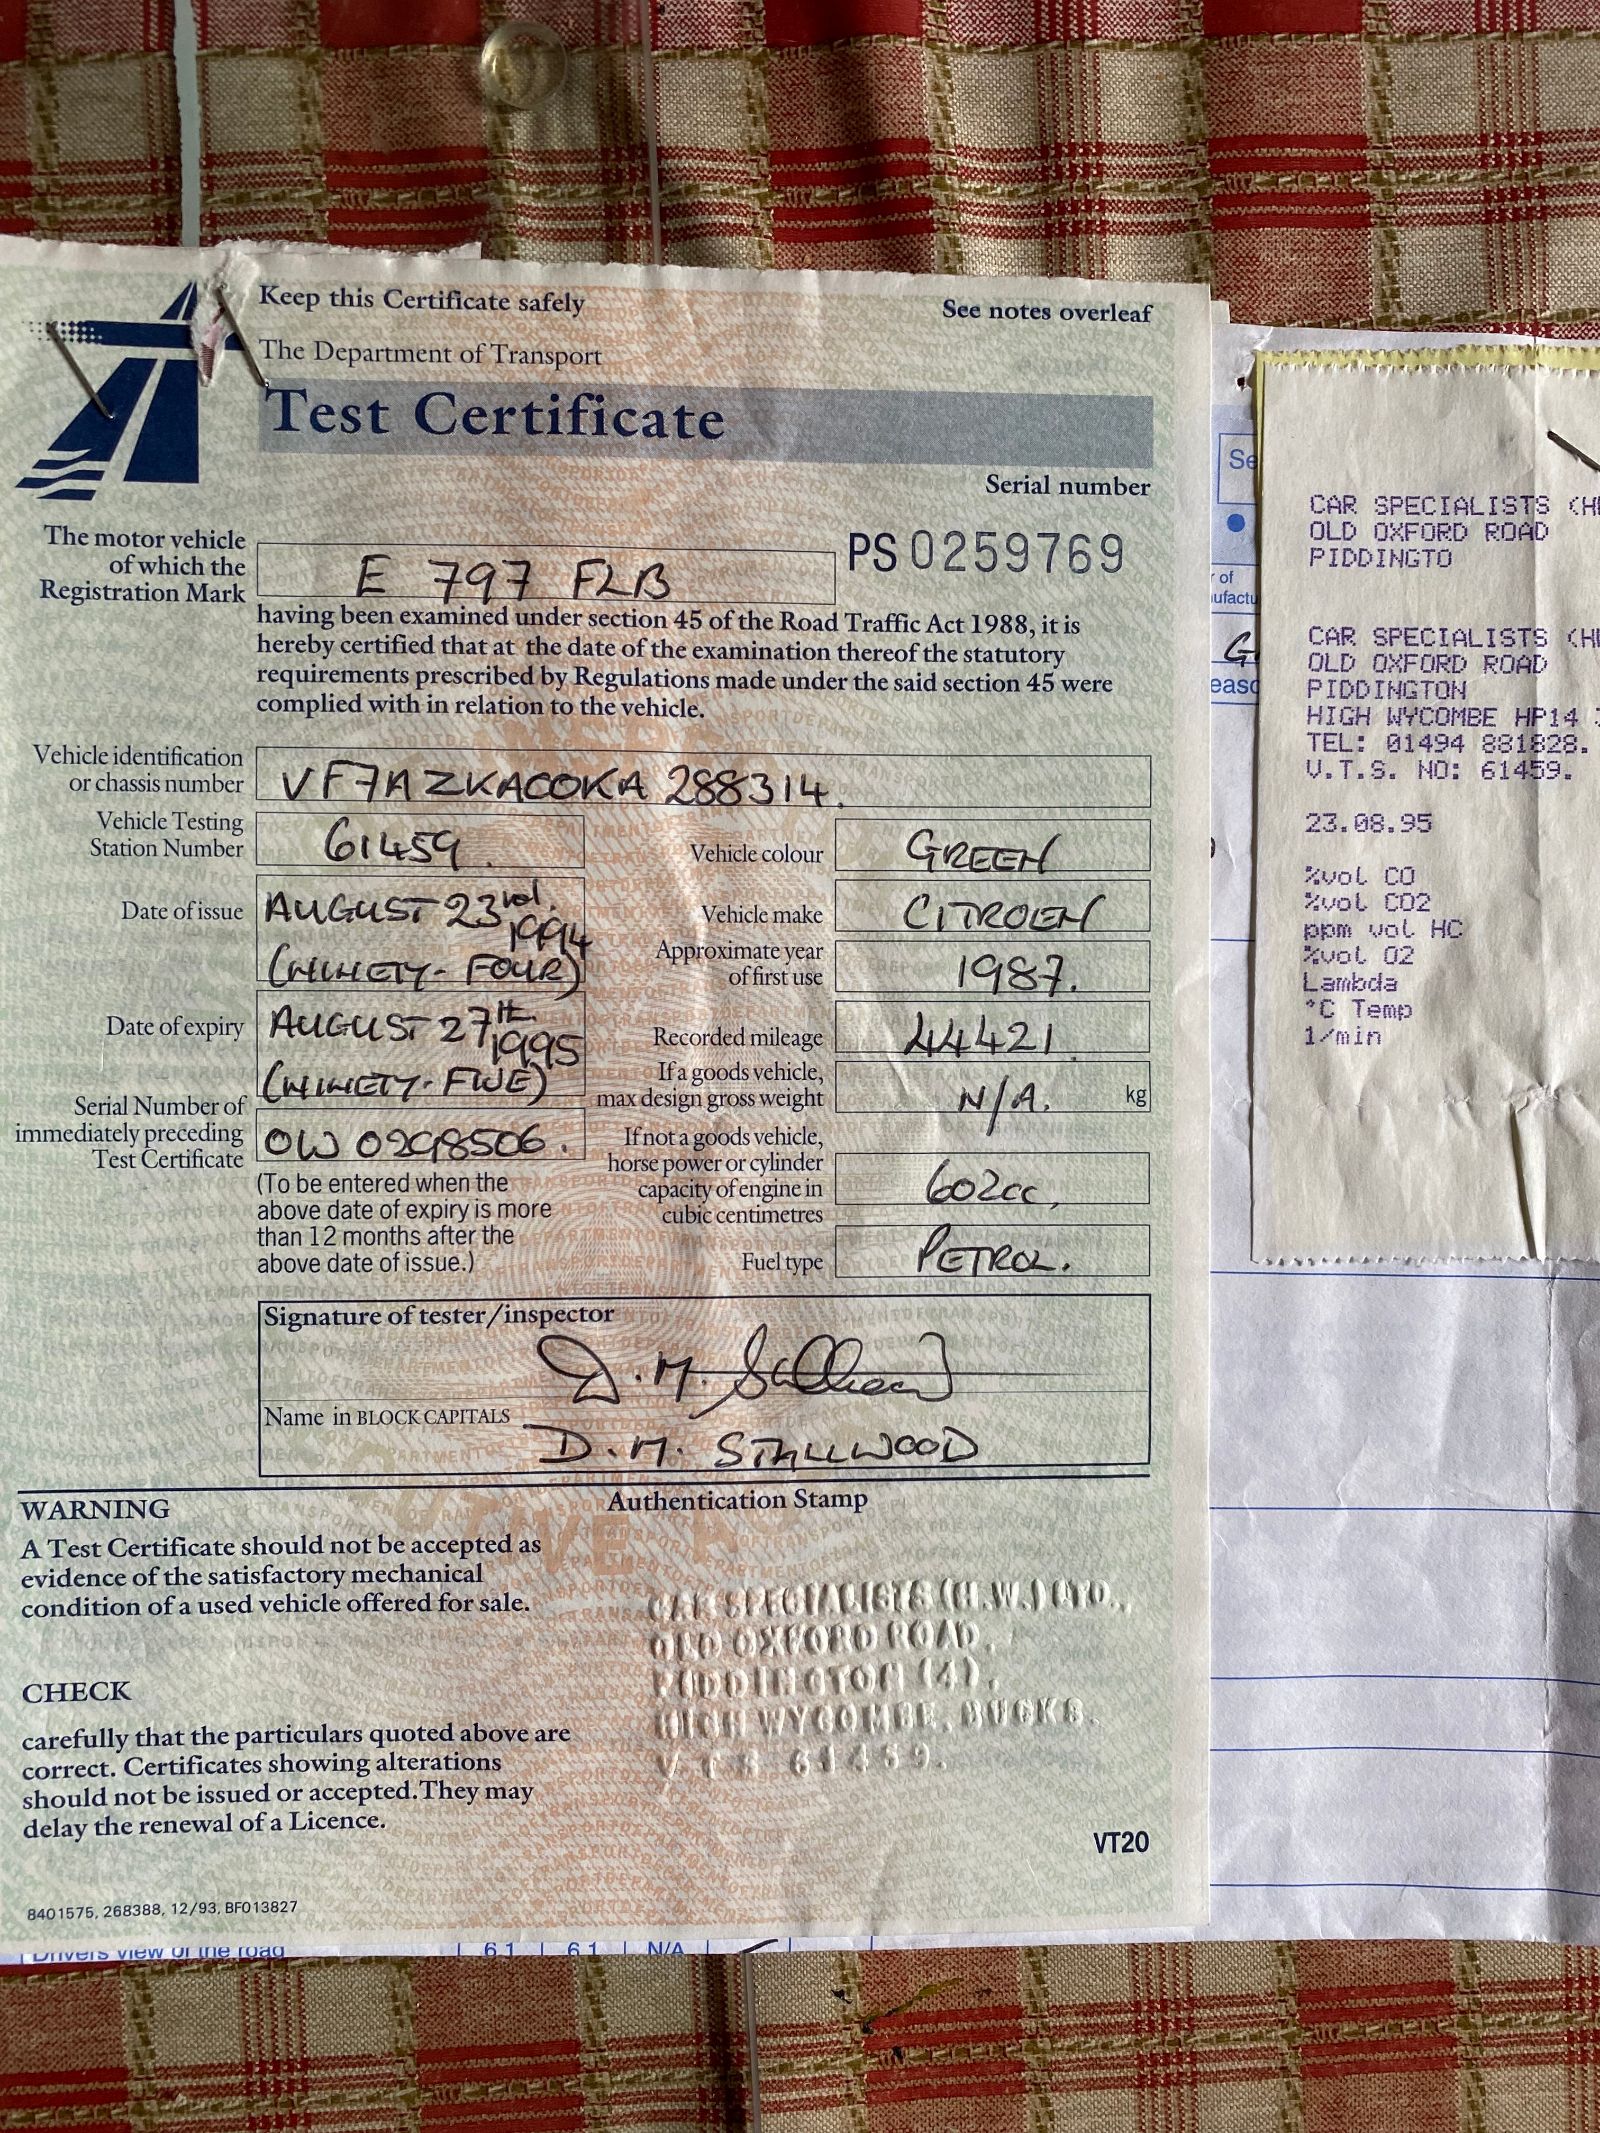 Keep this Certificate safely
See notes overleaf
The Department of Transport
Test Certificate
Serial number
PS 0259769
The motor vehicle
of which the
Registration Mark
E 797 FLB
having been examined under section 45 of the Road Traffic Act 1988, it is
hereby certified that at the date of the examination thereof the statutory
requirements prescribed by Regulations made under the said section 45 were
complied with in relation to the vehicle.
Vehicle identification
or chassis number
VF7AZKACOKA 288314.
Vehicle Testing
Station Number
61459.
Date of issue
AUGUST 23rd.
1994
(NINETY-FOUR)
Date of expiry
AUGUST 27th.
1995
(NINETY-FIVE)
Serial Number of
immediately preceding
Test Certificate
OW 0298506.
(To be entered when the
above date of expiry is more
than 12 months after the
above date of issue.)
Vehicle colour
GREEN
Vehicle make
CITROEN
Approximate year
of first use
1987.
Recorded mileage
44421
If a goods vehicle,
max design gross weight
N/A.
kg
If not a goods vehicle,
horse power or cylinder
capacity of engine in
cubic centimetres
602cc,
Fuel type
PETROL.
Signature of tester/inspector
D.M. Stallwood
Name in BLOCK CAPITALS
D.M. STALLWOOD
WARNING
A Test Certificate should not be accepted as
evidence of the satisfactory mechanical
condition of a used vehicle offered for sale.
CHECK
carefully that the particulars quoted above are
correct. Certificates showing alterations
should not be issued or accepted. They may
delay the renewal of a Licence.
Authentication Stamp
CAR SPECIALISTS (H.W.) LTD.,
OLD OXFORD ROAD,
PIDDINGTON (4).
HIGH WYCOMBE, BUCKS.
VTS 61459.
VT20
8401575, 268388, 12/93, BF013827
Drivers view of the road
61 61 N/A
Se
of
ufactu
G
easo
CAR SPECIALISTS (H
OLD OXFORD ROAD
PIDDINGTO
CAR SPECIALISTS (H
OLD OXFORD ROAD
PIDDINGTON
HIGH WYCOMBE HP14
TEL: 01494 881828.
V.T.S. NO: 61459.
23.08.95
%vol CO
%vol CO2
ppm vol HC
%vol O2
Lambda
°C Temp
1/min